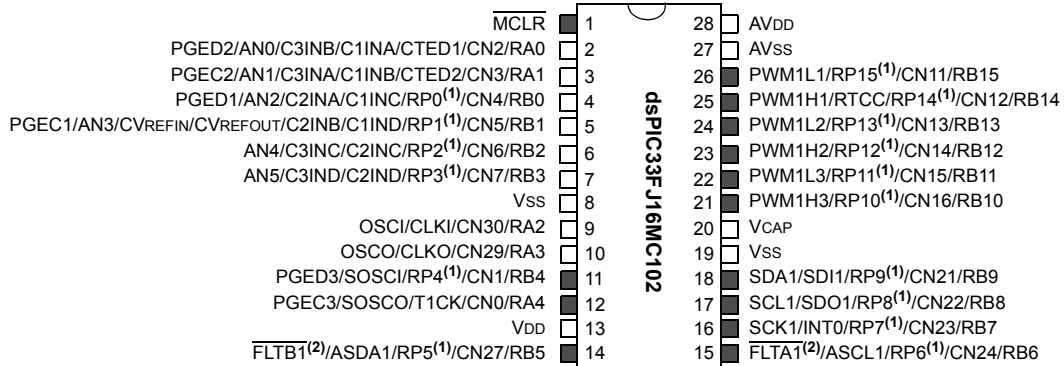 MCLR 1
PGED2/AN0/C3INB/C1INA/CTED1/CN2/RA0 2
PGEC2/AN1/C3INA/C1INB/CTED2/CN3/RA1 3
PGED1/AN2/C2INA/C1INC/RP0(1)/CN4/RB0 4
PGEC1/AN3/CVREFIN/CVREFOUT/C2INB/C1IND/RP1(1)/CN5/RB1 5
AN4/C3INC/C2INC/RP2(1)/CN6/RB2 6
AN5/C3IND/C2IND/RP3(1)/CN7/RB3 7
VSS 8
OSCI/CLKI/CN30/RA2 9
OSCO/CLKO/CN29/RA3 10
PGED3/SOSCI/RP4(1)/CN1/RB4 11
PGEC3/SOSCO/T1CK/CN0/RA4 12
VDD 13
FLTB1(2)/ASDA1/RP5(1)/CN27/RB5 14
dsPIC33FJ16MC102
28 AVDD
27 AVSS
26 PWM1L1/RP15(1)/CN11/RB15
25 PWM1H1/RTCC/RP14(1)/CN12/RB14
24 PWM1L2/RP13(1)/CN13/RB13
23 PWM1H2/RP12(1)/CN14/RB12
22 PWM1L3/RP11(1)/CN15/RB11
21 PWM1H3/RP10(1)/CN16/RB10
20 VCAP
19 VSS
18 SDA1/SDI1/RP9(1)/CN21/RB9
17 SCL1/SDO1/RP8(1)/CN22/RB8
16 SCK1/INT0/RP7(1)/CN23/RB7
15 FLTA1(2)/ASCL1/RP6(1)/CN24/RB6